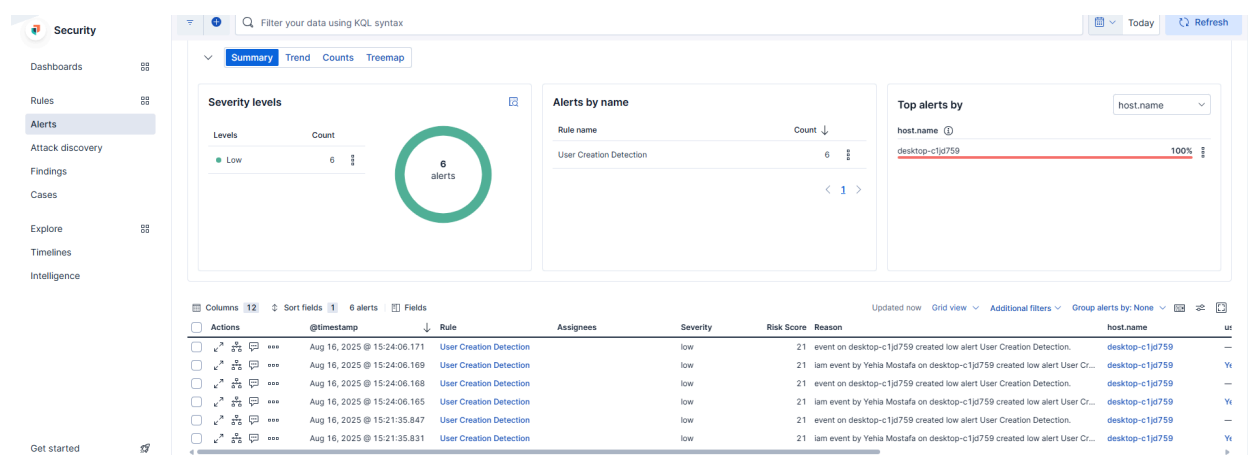 Security
Filter your data using KQL syntax
Today
Refresh
Dashboards
Rules
Alerts
Attack discovery
Findings
Cases
Explore
Timelines
Intelligence
Get started
Summary Trend Counts Treemap
Severity levels
Levels Count
Low 6
6
alerts
Alerts by name
Rule name Count
User Creation Detection 6
1
Top alerts by
host.name
host.name
desktop-c1jd759 100%
Columns 12 Sort fields 1 6 alerts Fields Updated now Grid view Additional filters Group alerts by: None
Actions @timestamp Rule Assignees Severity Risk Score Reason host.name us
Aug 16, 2025 @ 15:24:06.171 User Creation Detection low 21 event on desktop-c1jd759 created low alert User Creation Detection. desktop-c1jd759 —
Aug 16, 2025 @ 15:24:06.169 User Creation Detection low 21 iam event by Yehia Mostafa on desktop-c1jd759 created low alert User Cr... desktop-c1jd759 Ye
Aug 16, 2025 @ 15:24:06.168 User Creation Detection low 21 event on desktop-c1jd759 created low alert User Creation Detection. desktop-c1jd759 —
Aug 16, 2025 @ 15:24:06.165 User Creation Detection low 21 iam event by Yehia Mostafa on desktop-c1jd759 created low alert User Cr... desktop-c1jd759 Ye
Aug 16, 2025 @ 15:21:35.847 User Creation Detection low 21 event on desktop-c1jd759 created low alert User Creation Detection. desktop-c1jd759 —
Aug 16, 2025 @ 15:21:35.831 User Creation Detection low 21 iam event by Yehia Mostafa on desktop-c1jd759 created low alert User Cr... desktop-c1jd759 Ye